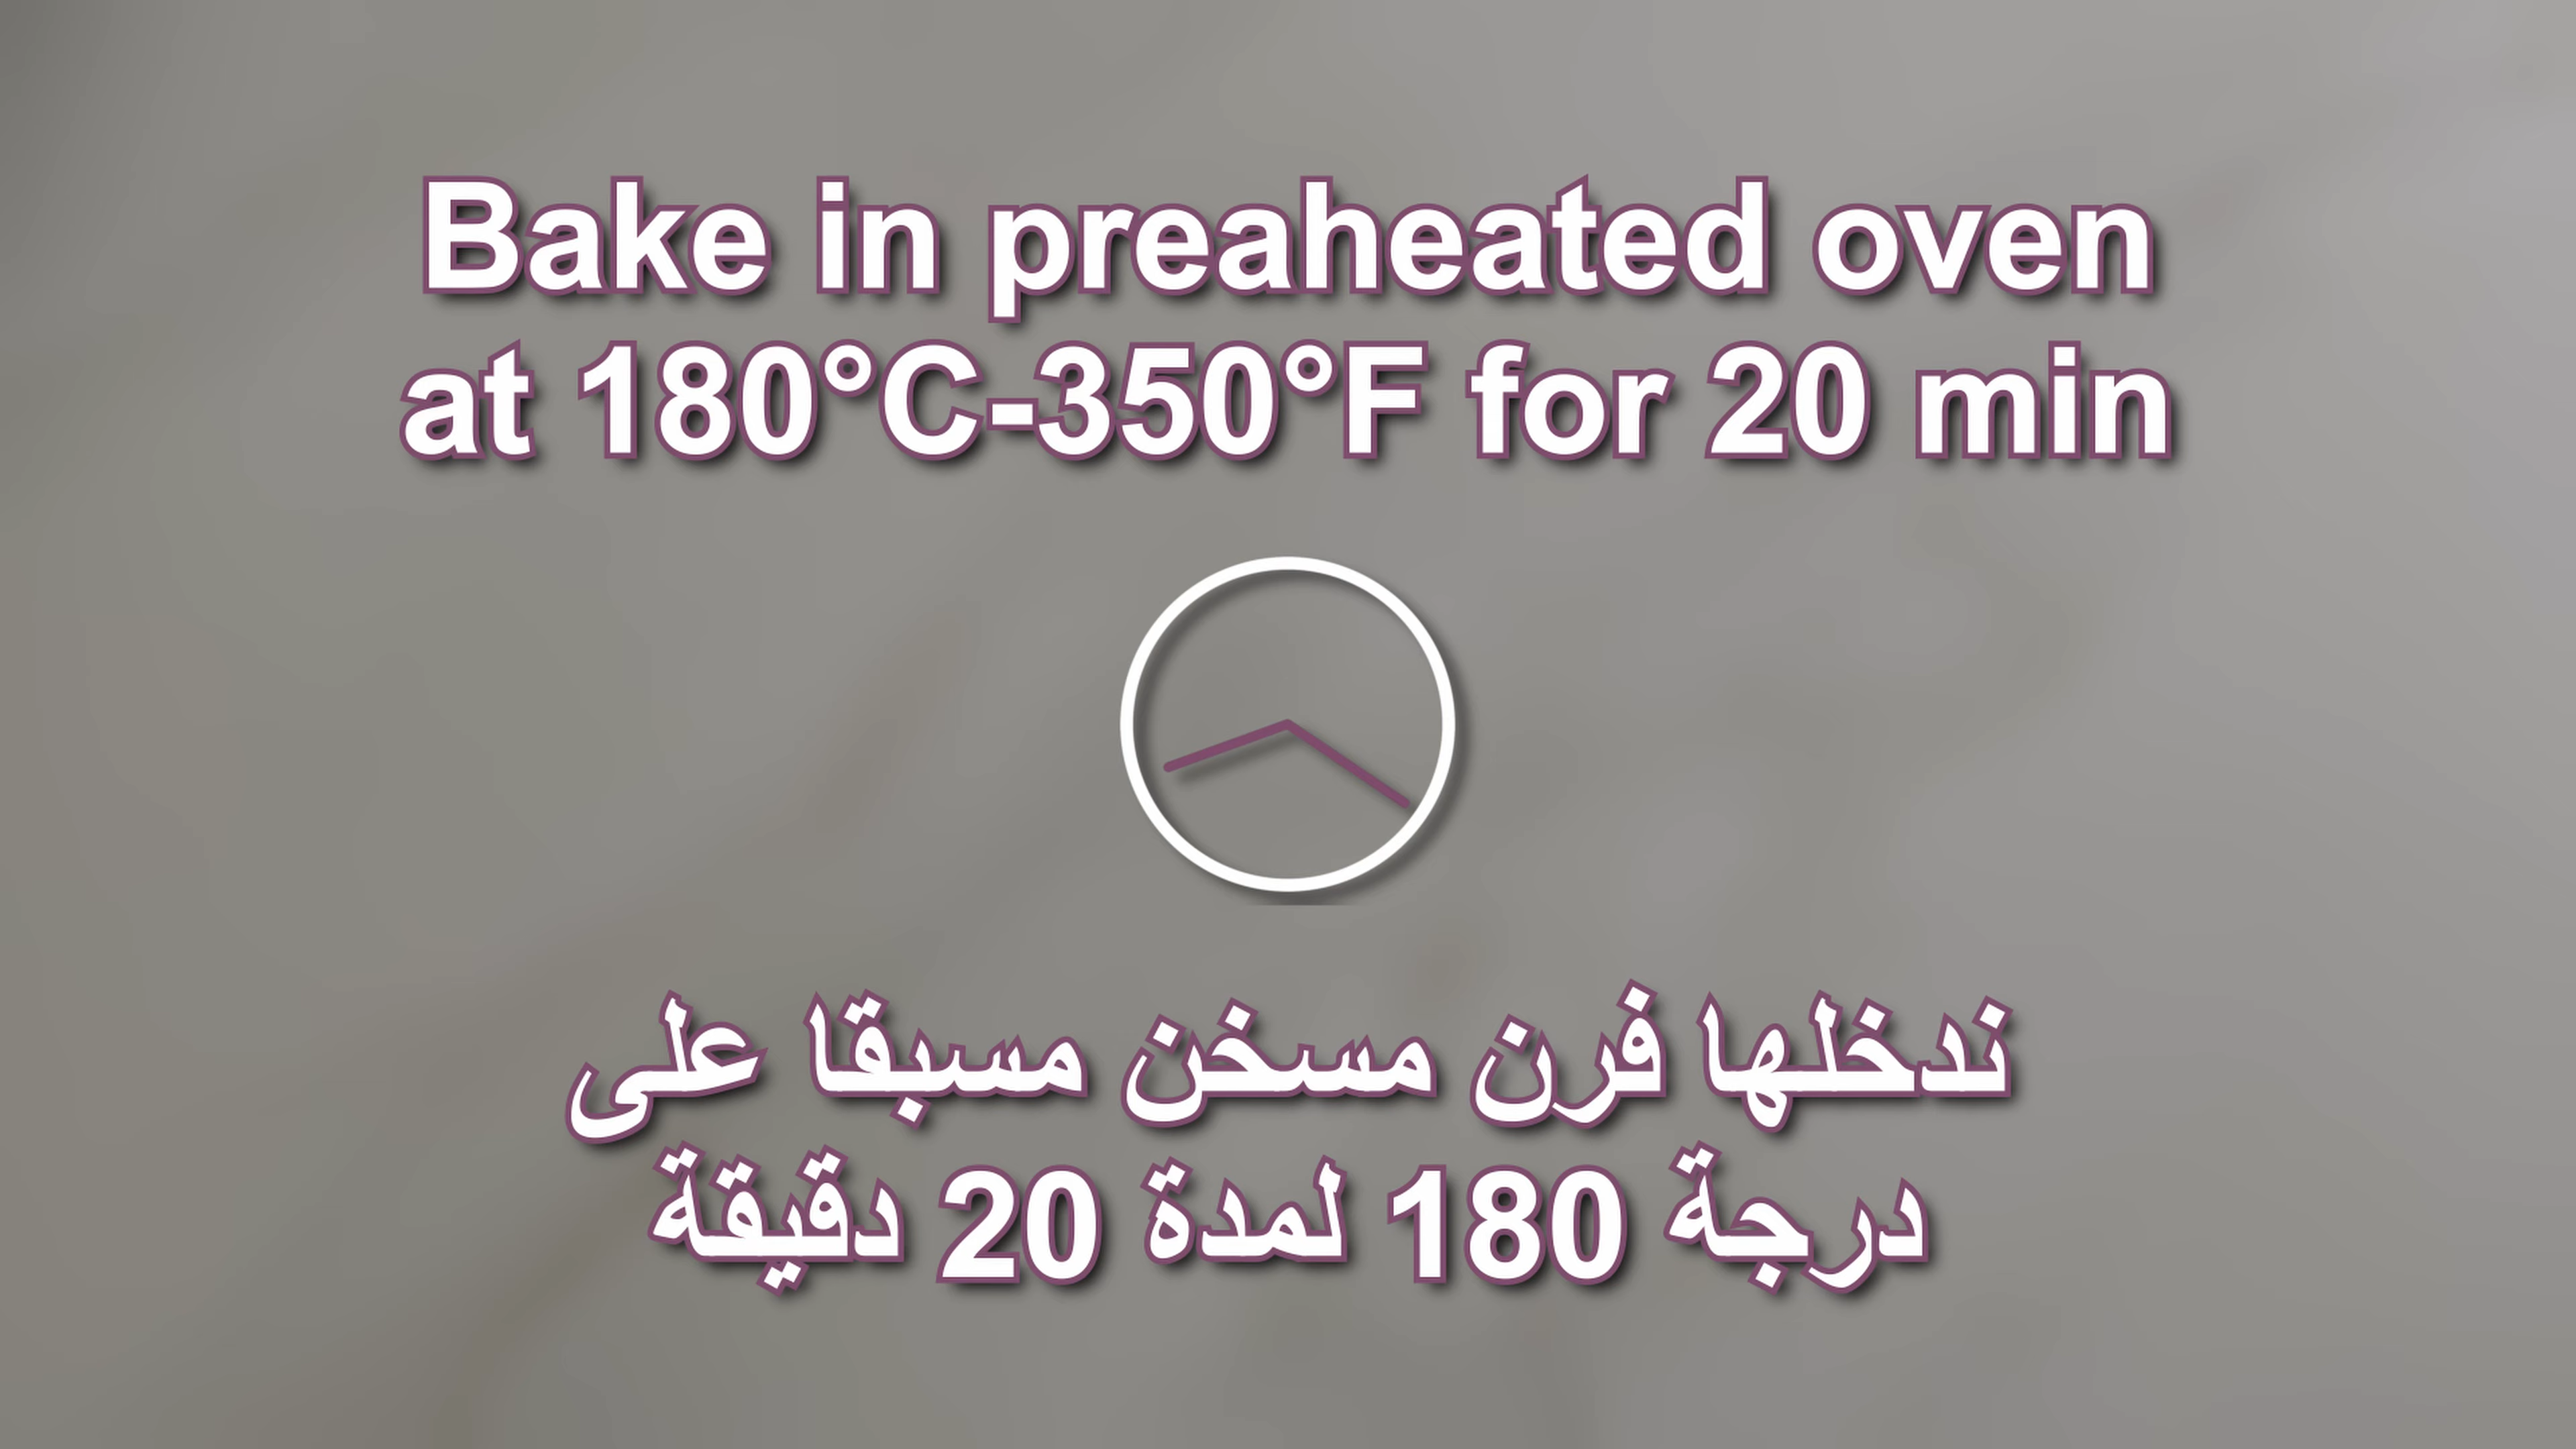 Bake in preaheated oven
at 180°C-350°F for 20 min
ندخلها فرن مسخن مسبقا على
درجة 180 لمدة 20 دقيقة